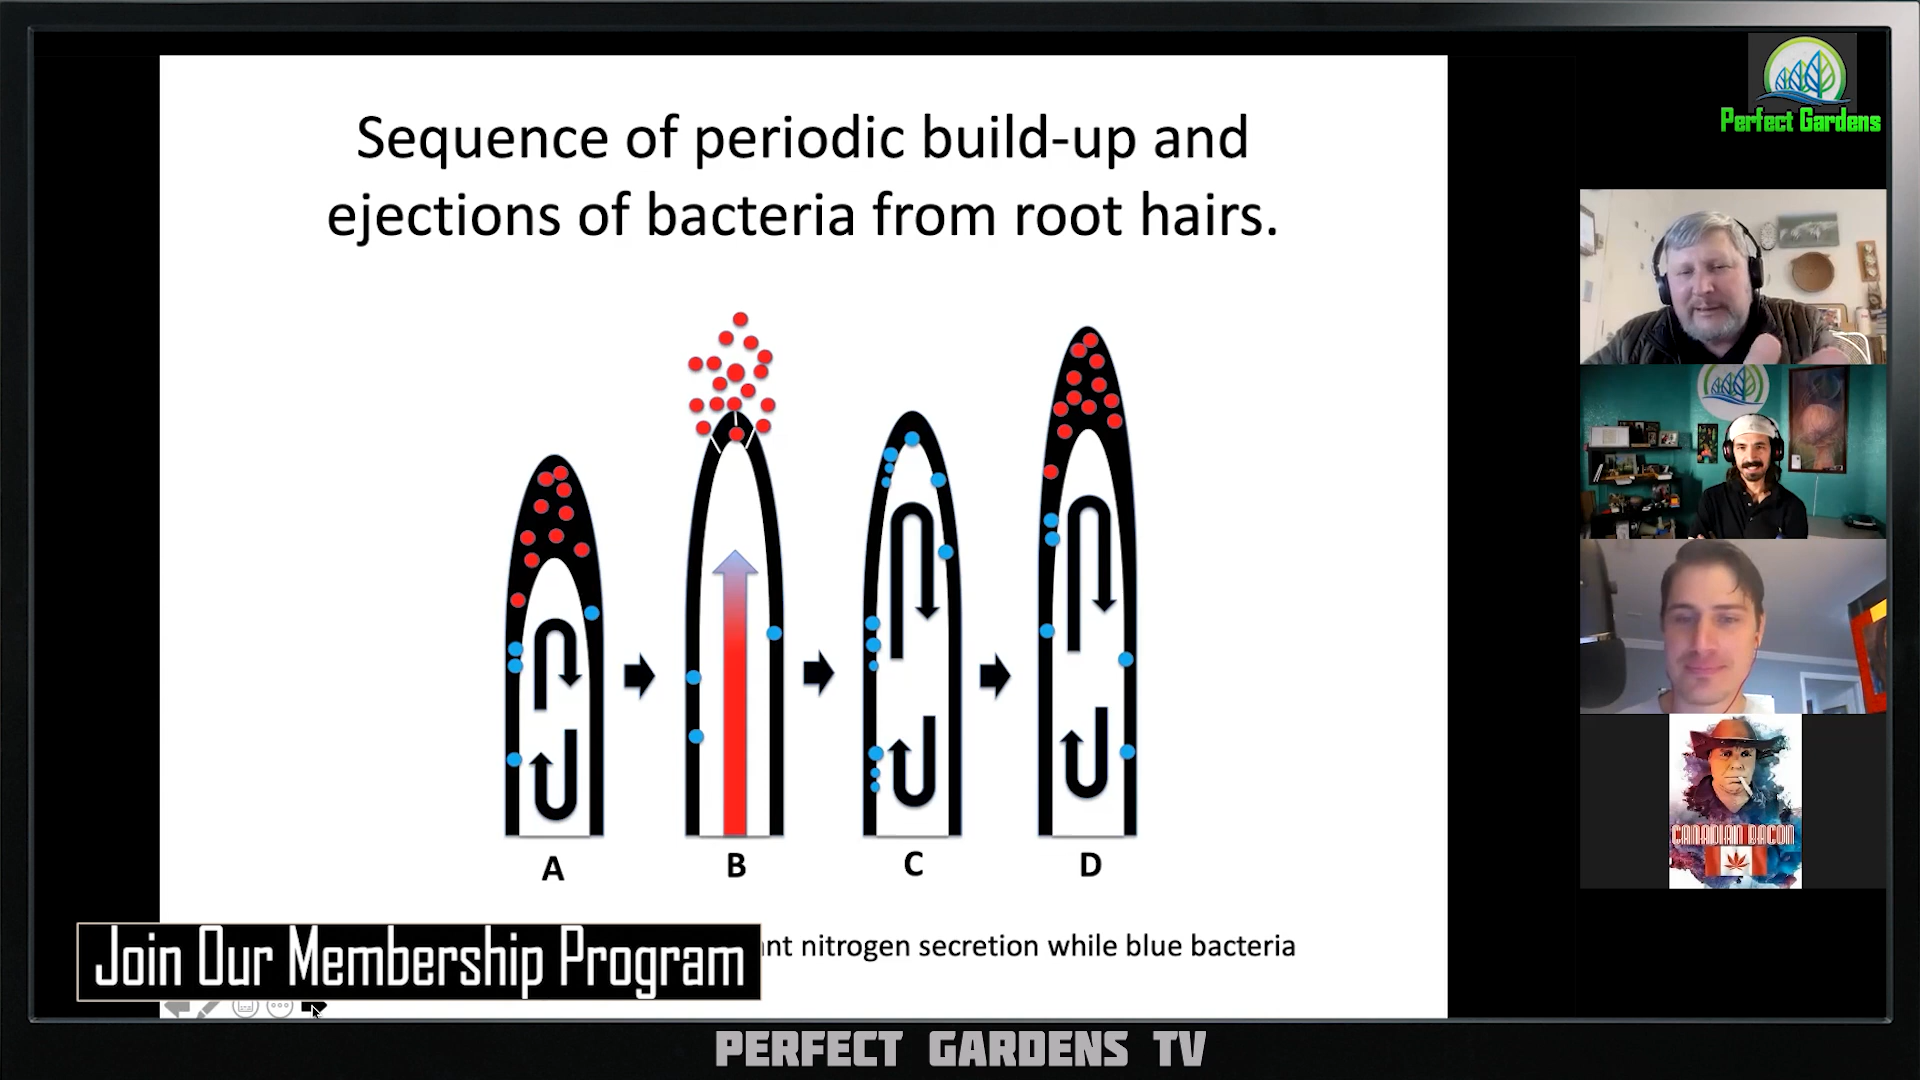 Sequence of periodic build-up and
ejections of bacteria from root hairs.
A
B
C
D
nitrogen secretion while blue bacteria
Join Our Membership Program
PERFECT GARDENS TV
Perfect Gardens
CANADIAN BACON